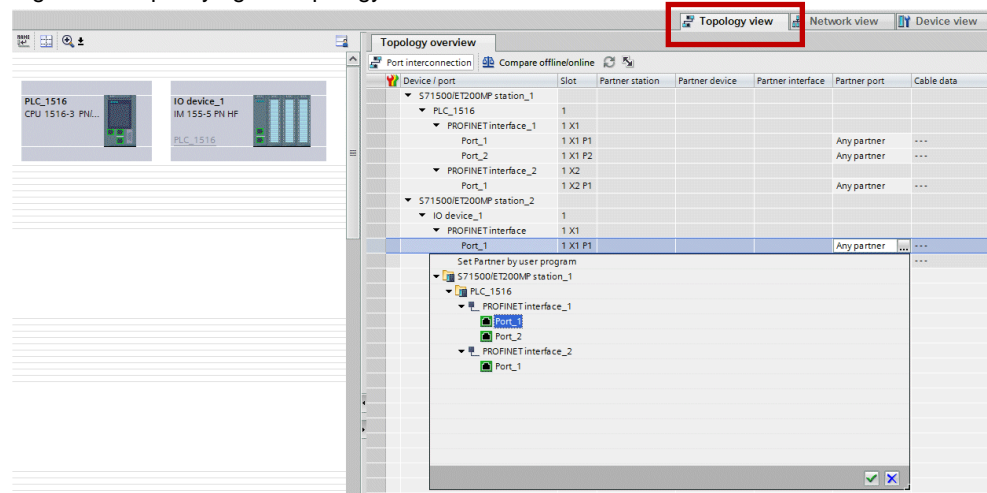 Topology view
Network view
Device view
Topology overview
Port interconnection
Compare offline/online
Device / port Slot Partner station Partner device Partner interface Partner port Cable data
S71500/ET200MP station_1
PLC_1516 1
PROFINET interface_1 1 X1
Port_1 1 X1 P1 Any partner ---
Port_2 1 X1 P2 Any partner ---
PROFINET interface_2 1 X2
Port_1 1 X2 P1 Any partner ---
S71500/ET200MP station_2
IO device_1 1
PROFINET interface 1 X1
Port_1 1 X1 P1 Any partner ... ---
Set Partner by user program ---
S71500/ET200MP station_1
PLC_1516
PROFINET interface_1
Port_1
Port_2
PROFINET interface_2
Port_1
PLC_1516
CPU 1516-3 PN/...
IO device_1
IM 155-5 PN HF
PLC_1516